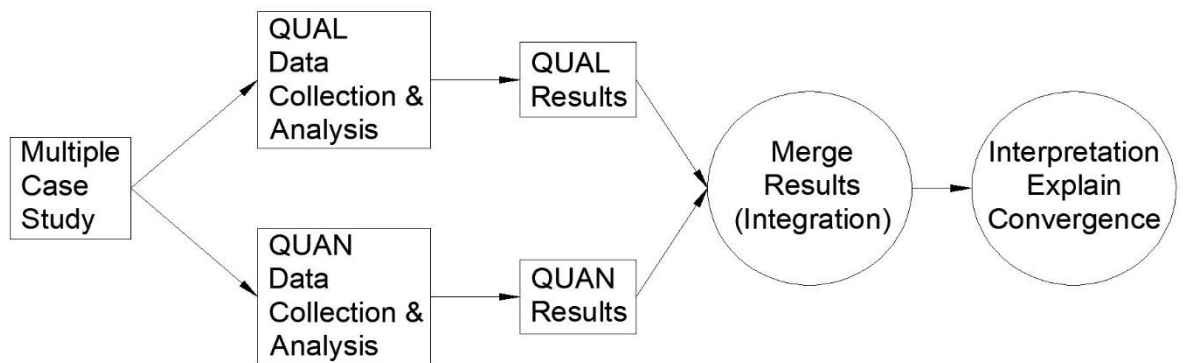 Multiple
Case
Study
QUAL
Data
Collection &
Analysis
QUAL
Results
QUAN
Data
Collection &
Analysis
QUAN
Results
Merge
Results
(Integration)
Interpretation
Explain
Convergence